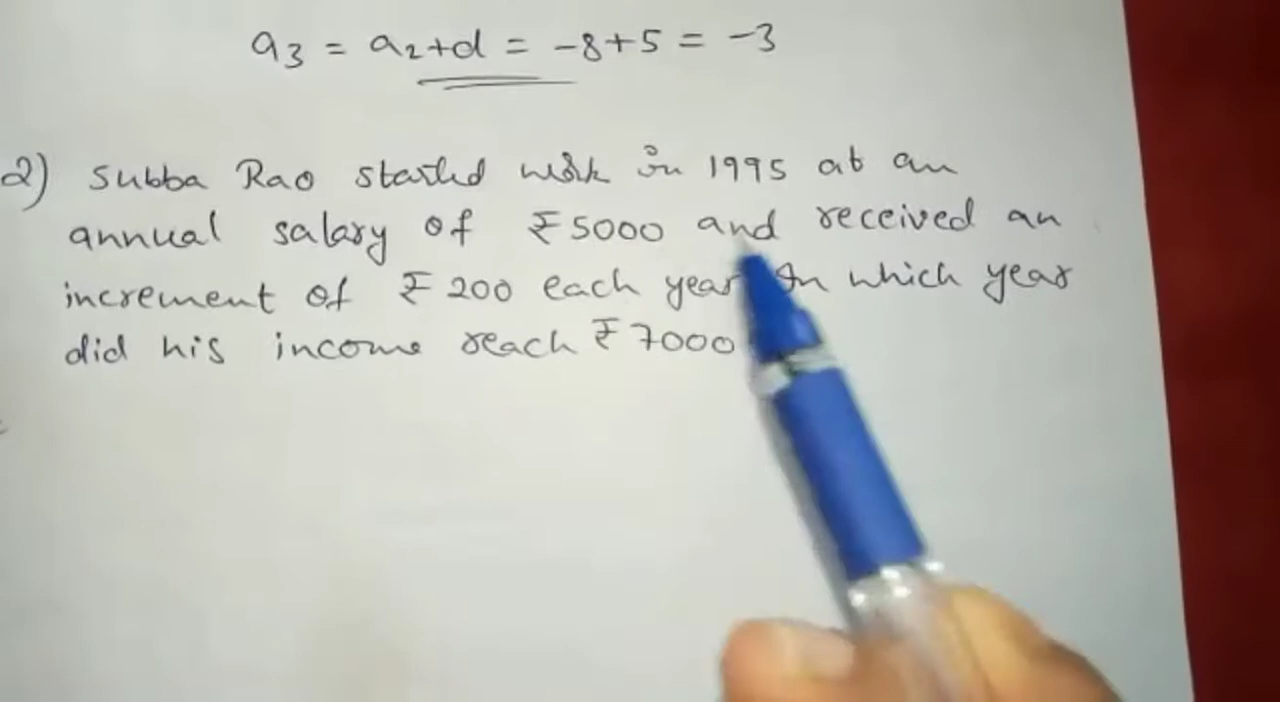 a3 = a2+d = -8+5 = -3
2) Subba Rao started work in 1995 at an
annual salary of ₹5000 and received an
increment of ₹200 each year In which year
did his income reach ₹7000